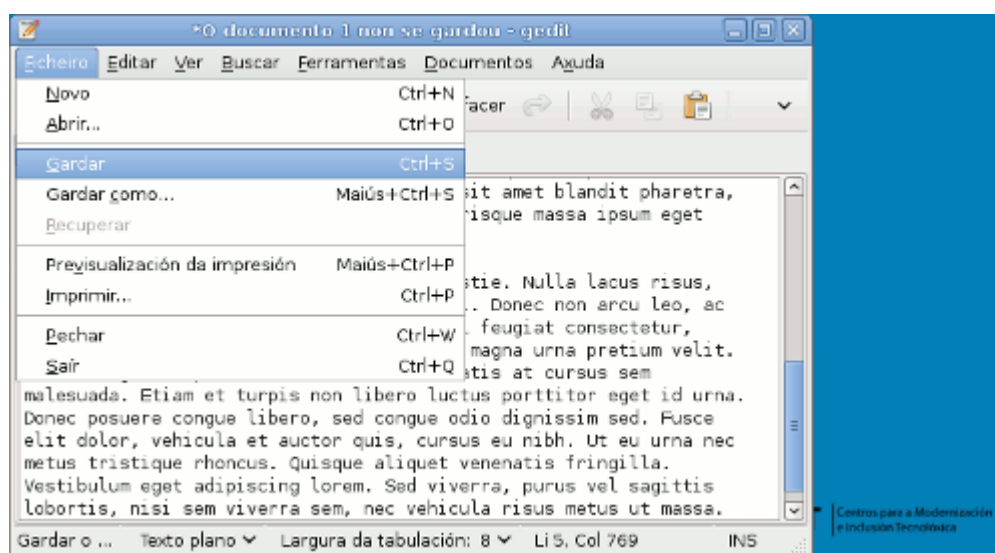 *O documento 1 non se gardou - gedit
Ficheiro Editar Ver Buscar Ferramentas Documentos Axuda
Novo Ctrl+N
facer
Abrir... Ctrl+O
Gardar Ctrl+S
Gardar como... Maiús+Ctrl+S
sit amet blandit pharetra,
risque massa ipsum eget
Recuperar
Previsualización da impresión Maiús+Ctrl+P
stie. Nulla lacus risus,
Imprimir... Ctrl+P
. Donec non arcu leo, ac
Pechar Ctrl+W
feugiat consectetur,
magna urna pretium velit.
Saír Ctrl+Q
atis at cursus sem
malesuada. Etiam et turpis non libero luctus porttitor eget id urna.
Donec posuere congue libero, sed congue odio dignissim sed. Fusce
elit dolor, vehicula et auctor quis, cursus eu nibh. Ut eu urna nec
metus tristique rhoncus. Quisque aliquet venenatis fringilla.
Vestibulum eget adipiscing lorem. Sed viverra, purus vel sagittis
lobortis, nisi sem viverra sem, nec vehicula risus metus ut massa.
Gardar o ... Texto plano Largura da tabulación: 8 Li 5, Col 769 INS
Centros para a Modernización
e Inclusión Tecnolóxica